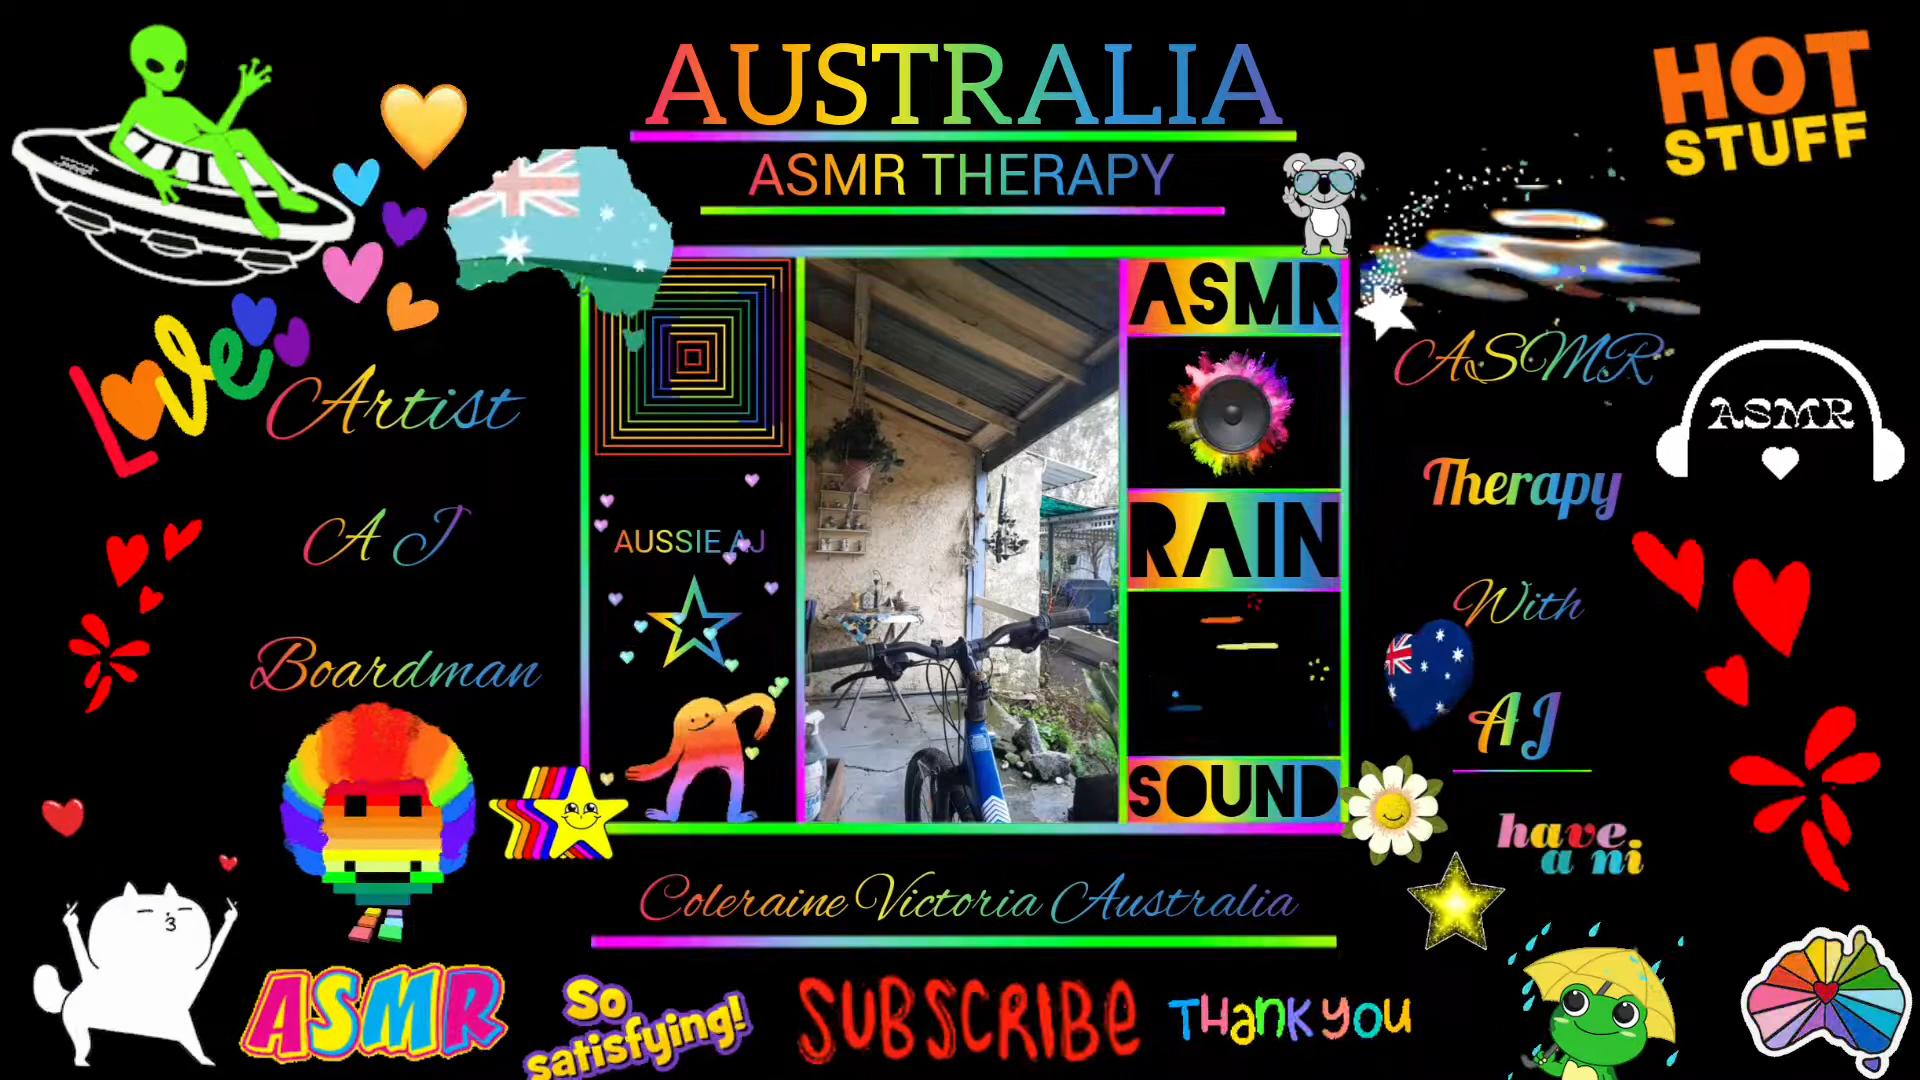 AUSTRALIA
ASMR THERAPY
HOT
STUFF
Love
Artist
A J
Boardman
AUSSIE AJ
ASMR
RAIN
SOUND
ASMR
Therapy
With
AJ
ASMR
have
a ni
Coleraine Victoria Australia
ASMR
So
satisfying!
SUBSCRIBE
THANK YOU